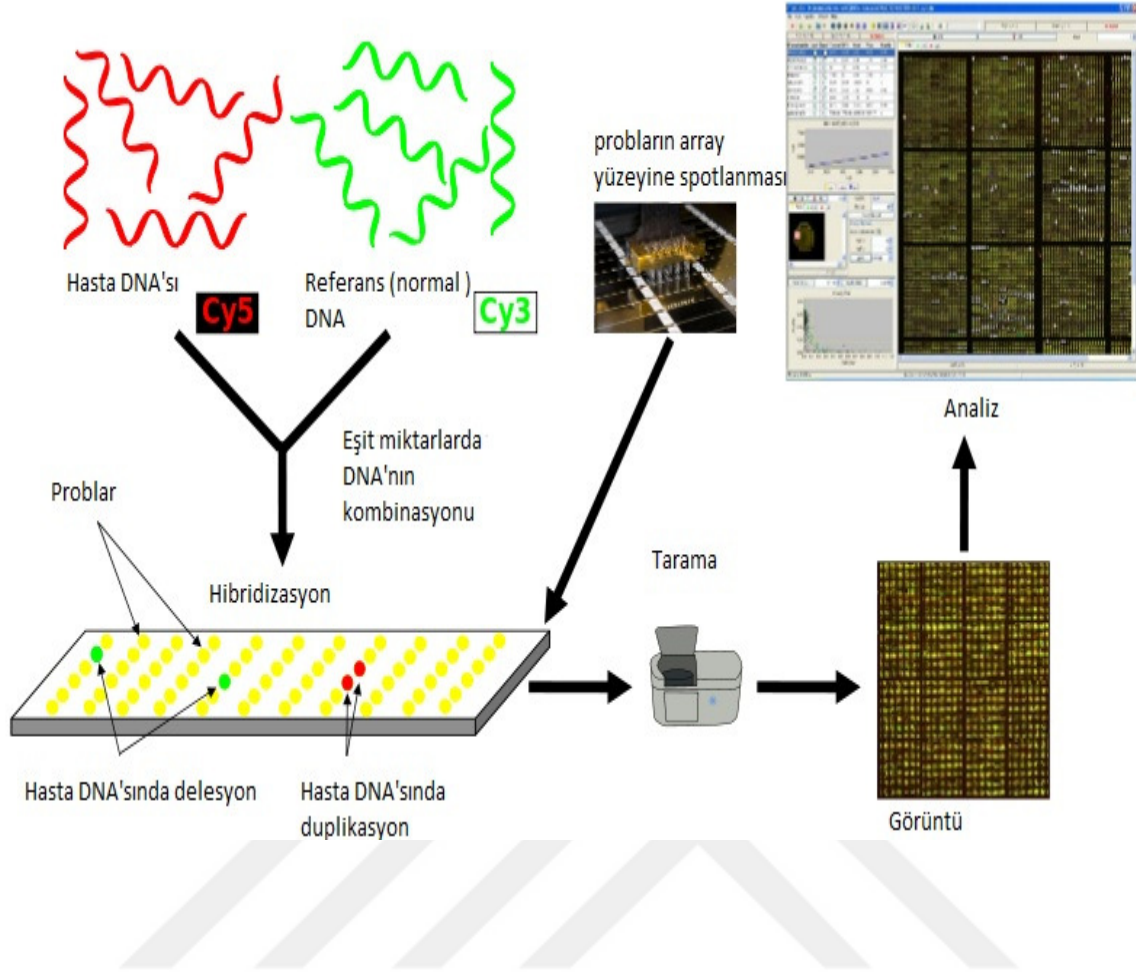 probların array
yüzeyine spotlanması
Hasta DNA'sı
Cy5
Referans (normal )
DNA
Cy3
Analiz
Eşit miktarlarda
DNA'nın
kombinasyonu
Problar
Hibridizasyon
Tarama
Hasta DNA'sında delesyon
Hasta DNA'sında
duplikasyon
Görüntü